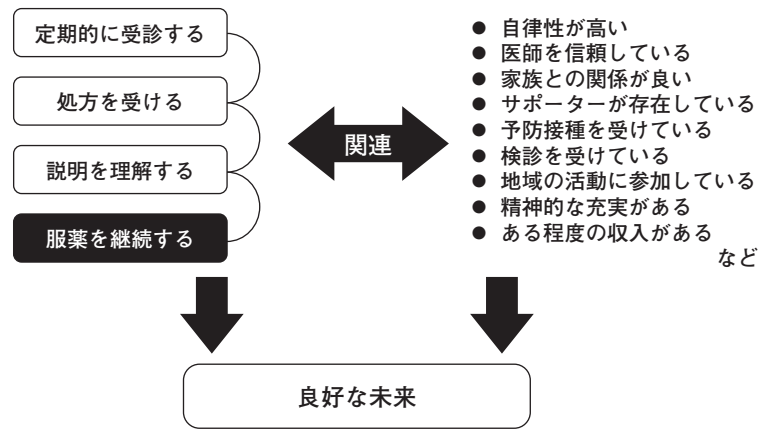 定期的に受診する
処方を受ける
説明を理解する
服薬を継続する
関連
● 自律性が高い
● 医師を信頼している
● 家族との関係が良い
● サポーターが存在している
● 予防接種を受けている
● 検診を受けている
● 地域の活動に参加している
● 精神的な充実がある
● ある程度の収入がある
など
良好な未来